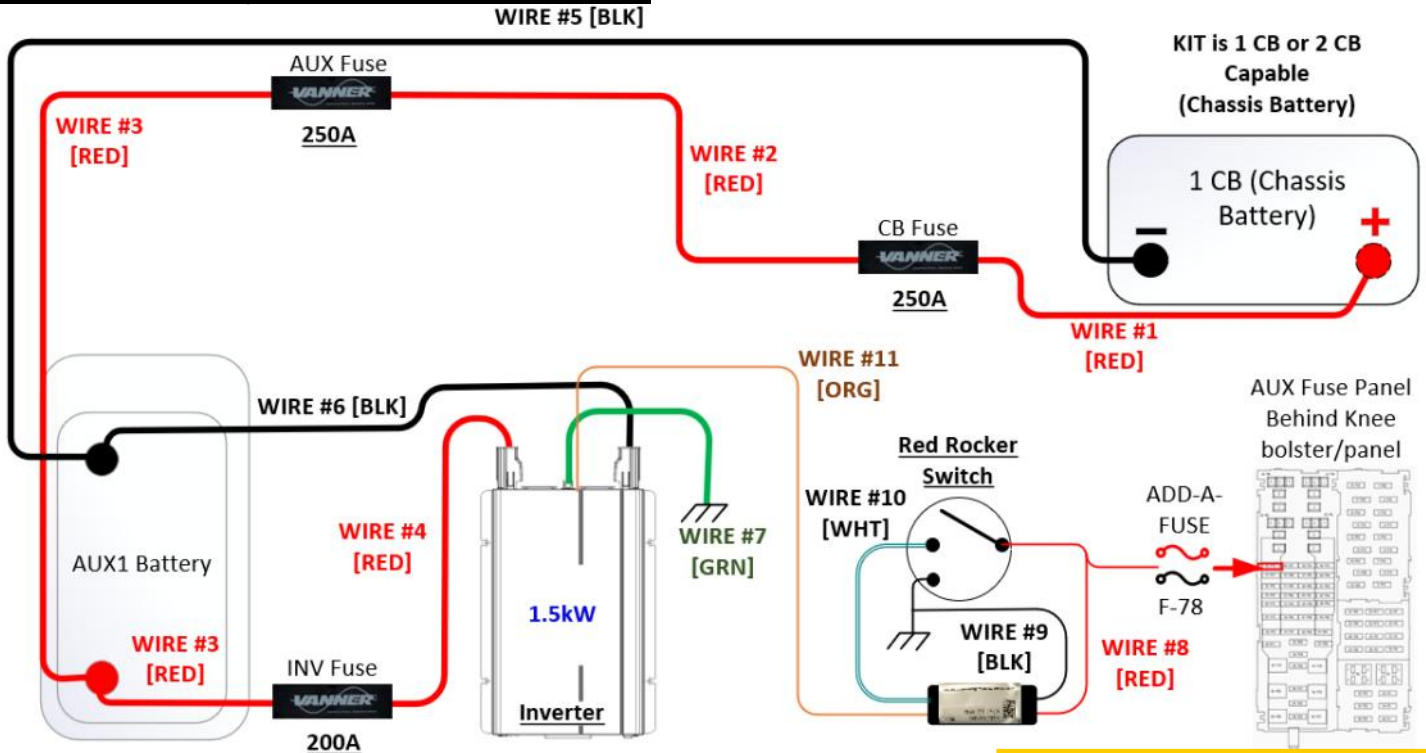 WIRE #5 [BLK]
AUX Fuse
VANNER
250A
WIRE #3
[RED]
WIRE #2
[RED]
KIT is 1 CB or 2 CB
Capable
(Chassis Battery)
1 CB (Chassis
Battery)
−
+
CB Fuse
VANNER
250A
WIRE #1
[RED]
WIRE #11
[ORG]
WIRE #6 [BLK]
AUX Fuse Panel
Behind Knee
bolster/panel
Red Rocker
Switch
WIRE #10
[WHT]
ADD-A-
FUSE
F-78
WIRE #4
[RED]
WIRE #7
[GRN]
AUX1 Battery
1.5kW
WIRE #9
[BLK]
WIRE #8
[RED]
WIRE #3
[RED]
INV Fuse
VANNER
200A
Inverter